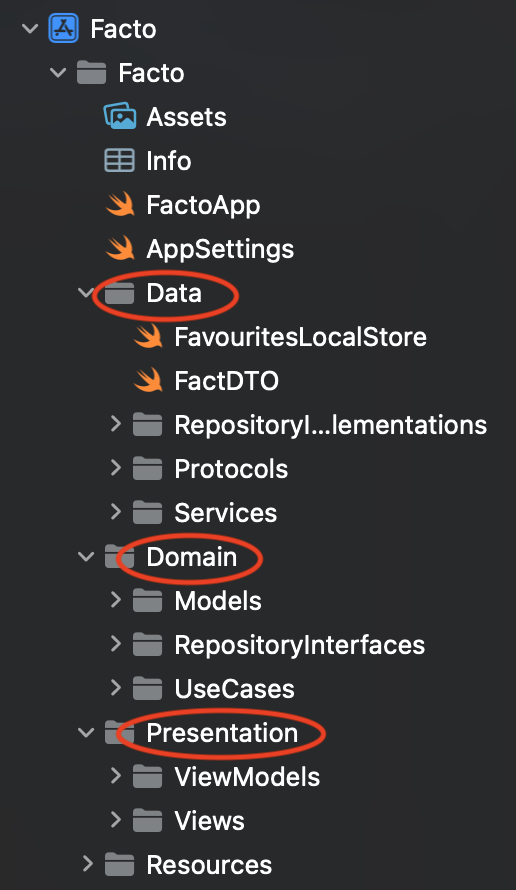 Facto
Facto
Assets
Info
FactoApp
AppSettings
Data
FavouritesLocalStore
FactDTO
RepositoryI...lementations
Protocols
Services
Domain
Models
RepositoryInterfaces
UseCases
Presentation
ViewModels
Views
Resources